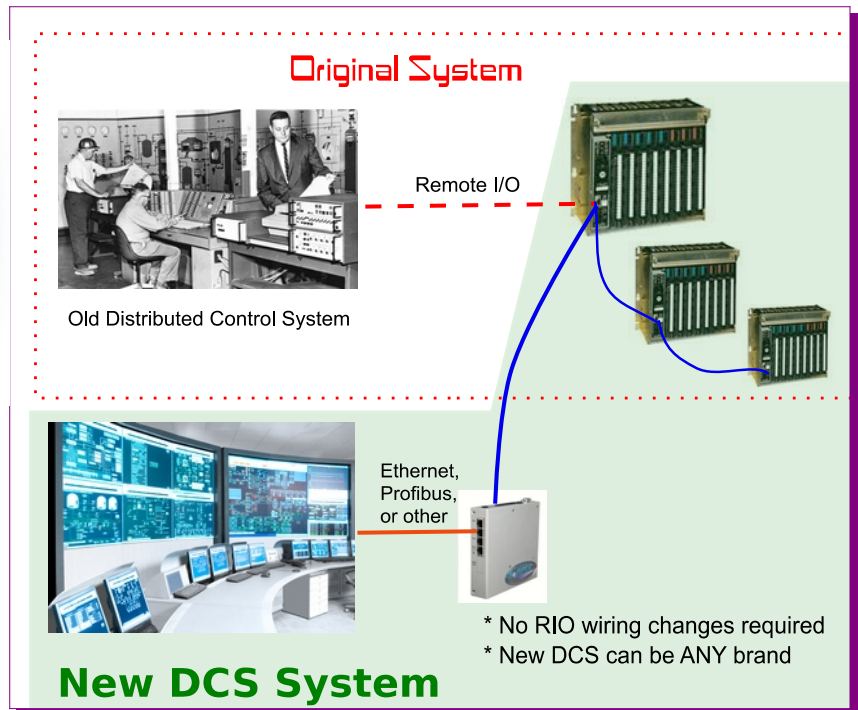 Original System
Remote I/O
Old Distributed Control System
Ethernet,
Profibus,
or other
* No RIO wiring changes required
* New DCS can be ANY brand
New DCS System